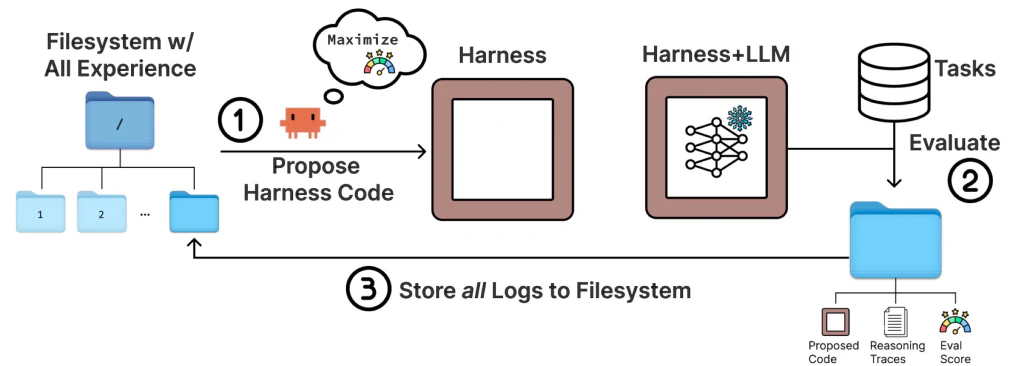 Filesystem w/
All Experience
/
1
2
...
1
Maximize
Propose
Harness Code
Harness
Harness+LLM
Tasks
Evaluate
2
3
Store all Logs to Filesystem
Proposed
Code
Reasoning
Traces
Eval
Score